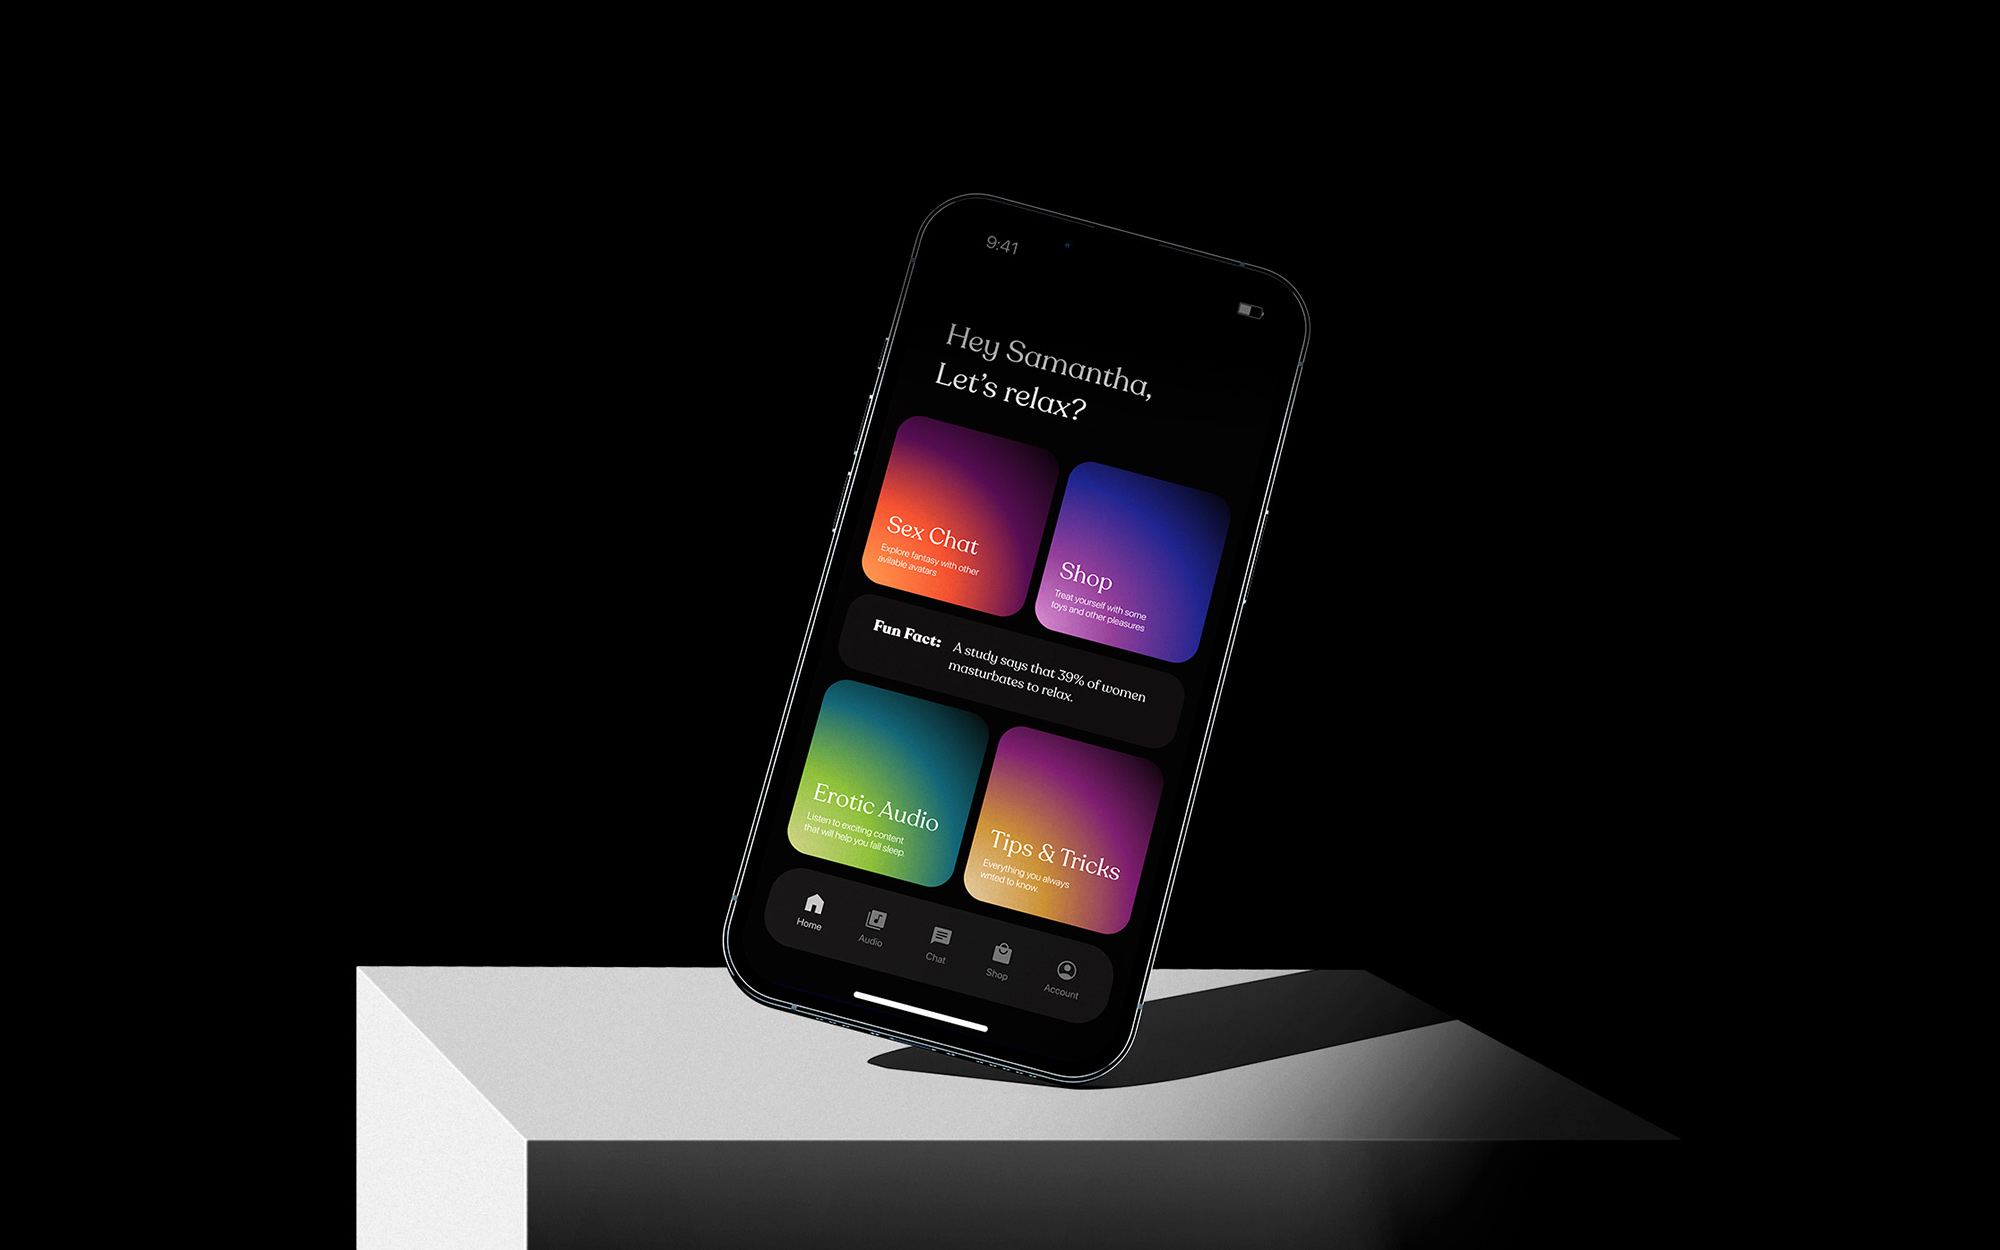 9:41
Hey Samantha,
Let's relax?
Sex Chat
Explore fantasy with other
avilable avatars
Shop
Treat yourself with some
toys and other pleasures
Fun Fact: A study says that 39% of women
masturbates to relax.
Erotic Audio
Listen to exciting content
that will help you fall sleep.
Tips & Tricks
Everything you always
wnted to know.
Home
Audio
Chat
Shop
Account